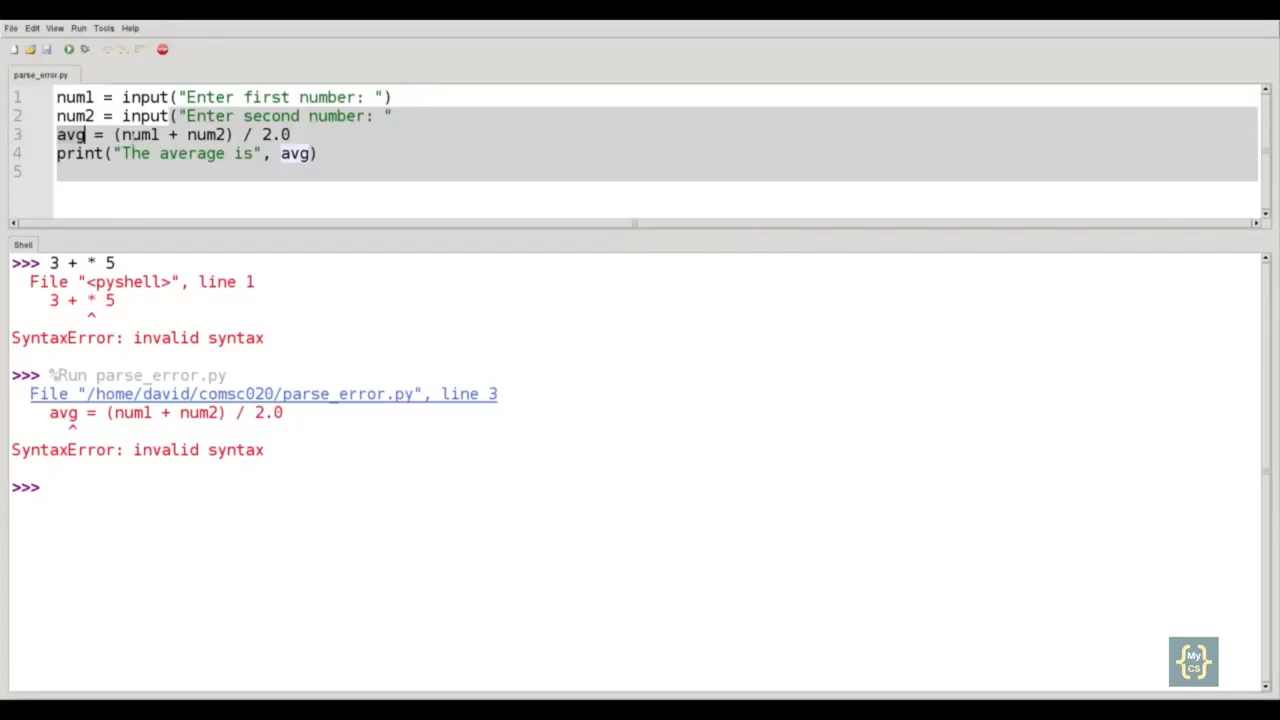 File Edit View Run Tools Help
parse_error.py
1 num1 = input("Enter first number: ")
2 num2 = input("Enter second number: "
3 avg = (num1 + num2) / 2.0
4 print("The average is", avg)
5
Shell
>>> 3 + * 5
File "<pyshell>", line 1
3 + * 5
^
SyntaxError: invalid syntax
>>> %Run parse_error.py
File "/home/david/comsc020/parse_error.py", line 3
avg = (num1 + num2) / 2.0
^
SyntaxError: invalid syntax
>>>
{My
CS}